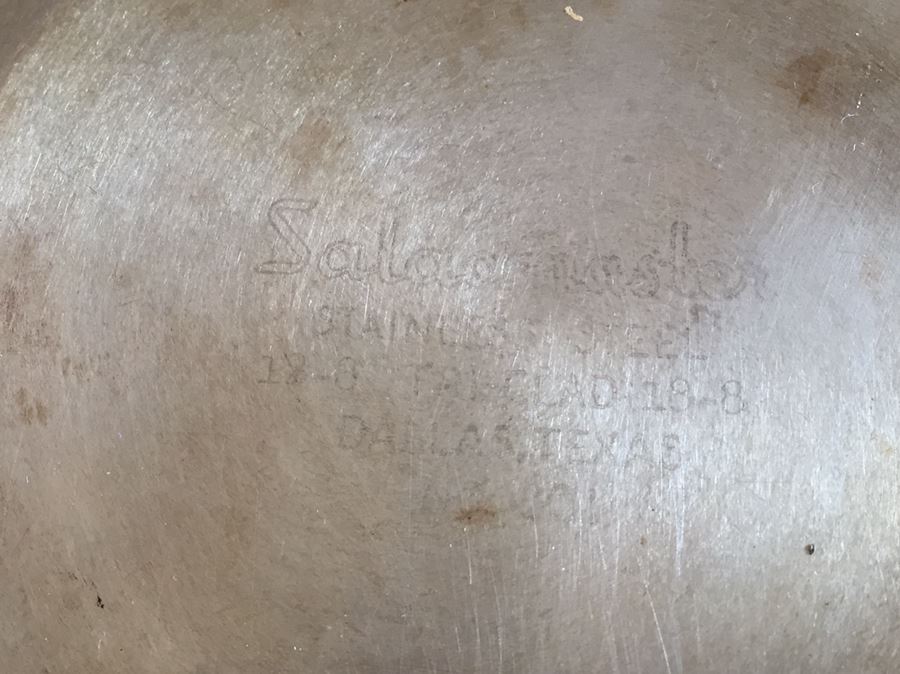 Saladmaster
STAINLESS STEEL
18-8 TRI-CLAD 18-8
DALLAS, TEXAS